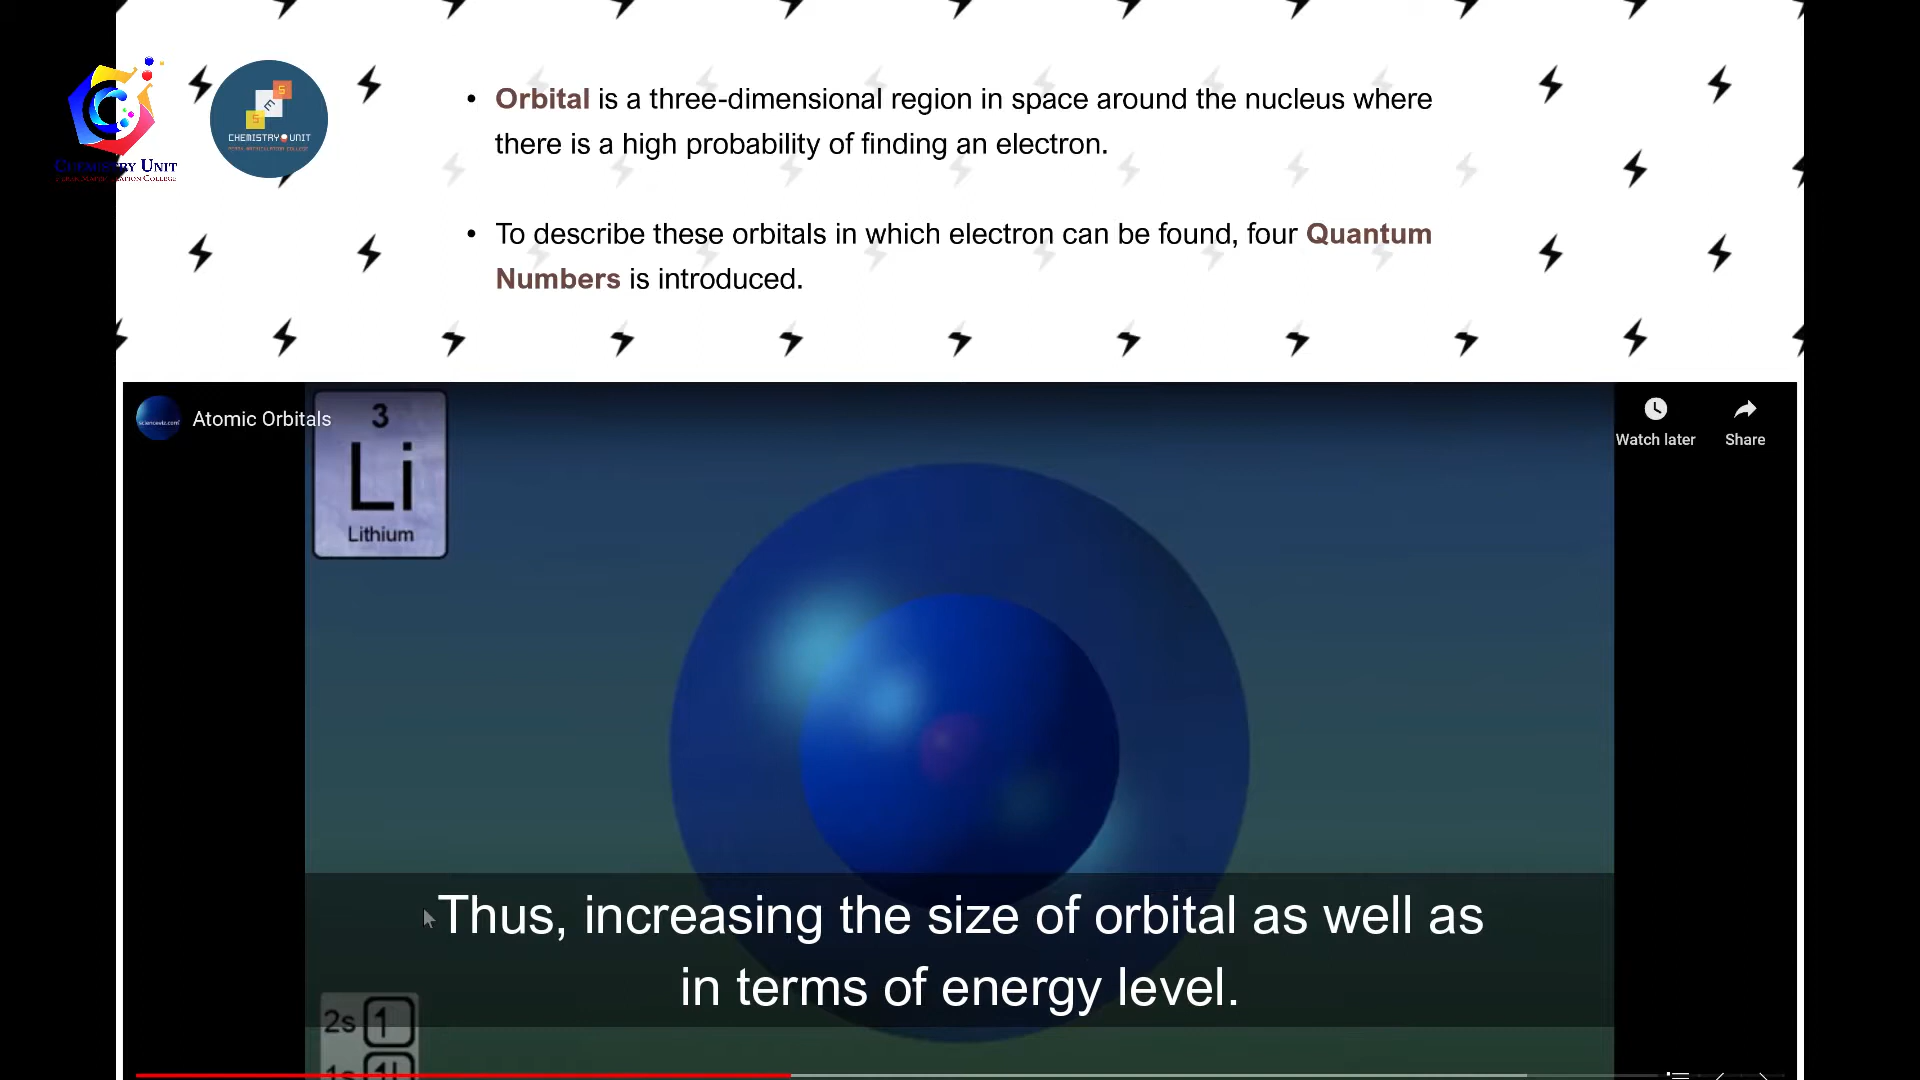 • Orbital is a three-dimensional region in space around the nucleus where
there is a high probability of finding an electron.
• To describe these orbitals in which electron can be found, four Quantum
Numbers is introduced.
CHEMISTRY UNIT
CHEMISTRY UNIT
S
E
S
Atomic Orbitals
3
Li
Lithium
Watch later
Share
Thus, increasing the size of orbital as well as
in terms of energy level.
2s 1
1s